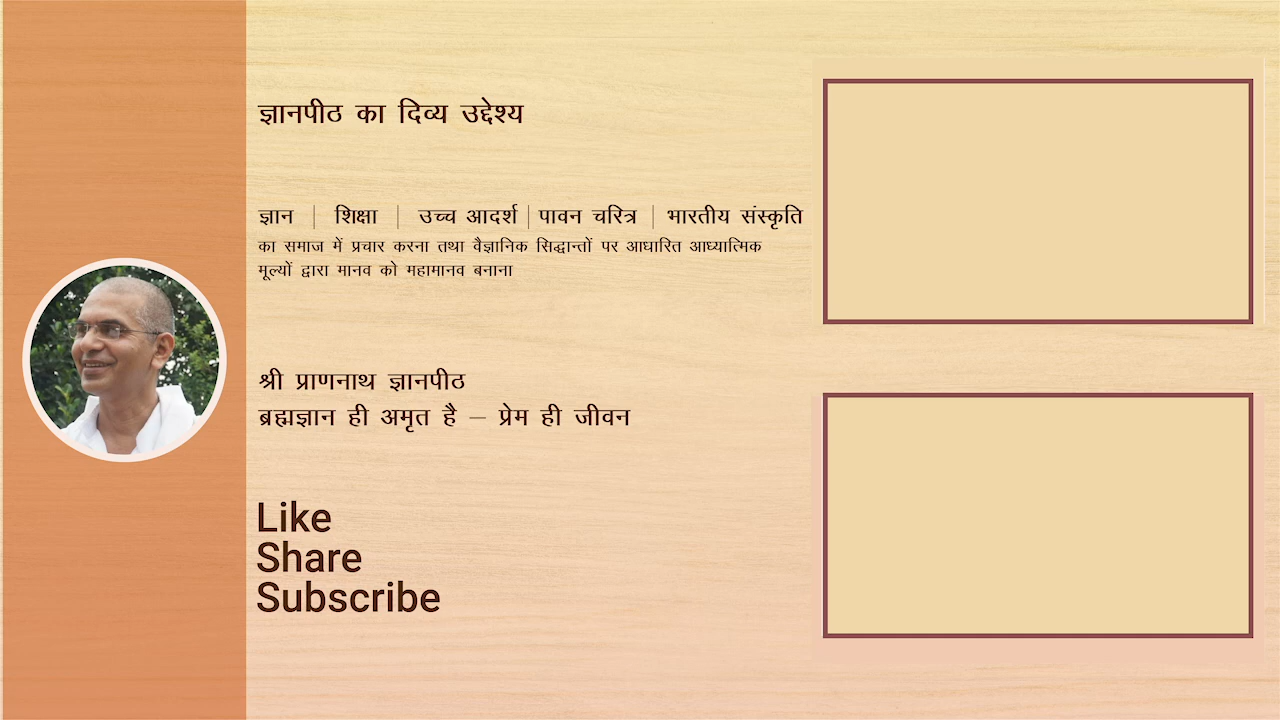 ज्ञानपीठ का दिव्य उद्देश्य
ज्ञान | शिक्षा | उच्च आदर्श | पावन चरित्र | भारतीय संस्कृति
का समाज में प्रचार करना तथा वैज्ञानिक सिद्धान्तों पर आधारित आध्यात्मिक
मूल्यों द्वारा मानव को महामानव बनाना
श्री प्राणनाथ ज्ञानपीठ
ब्रह्मज्ञान ही अमृत है – प्रेम ही जीवन
Like
Share
Subscribe